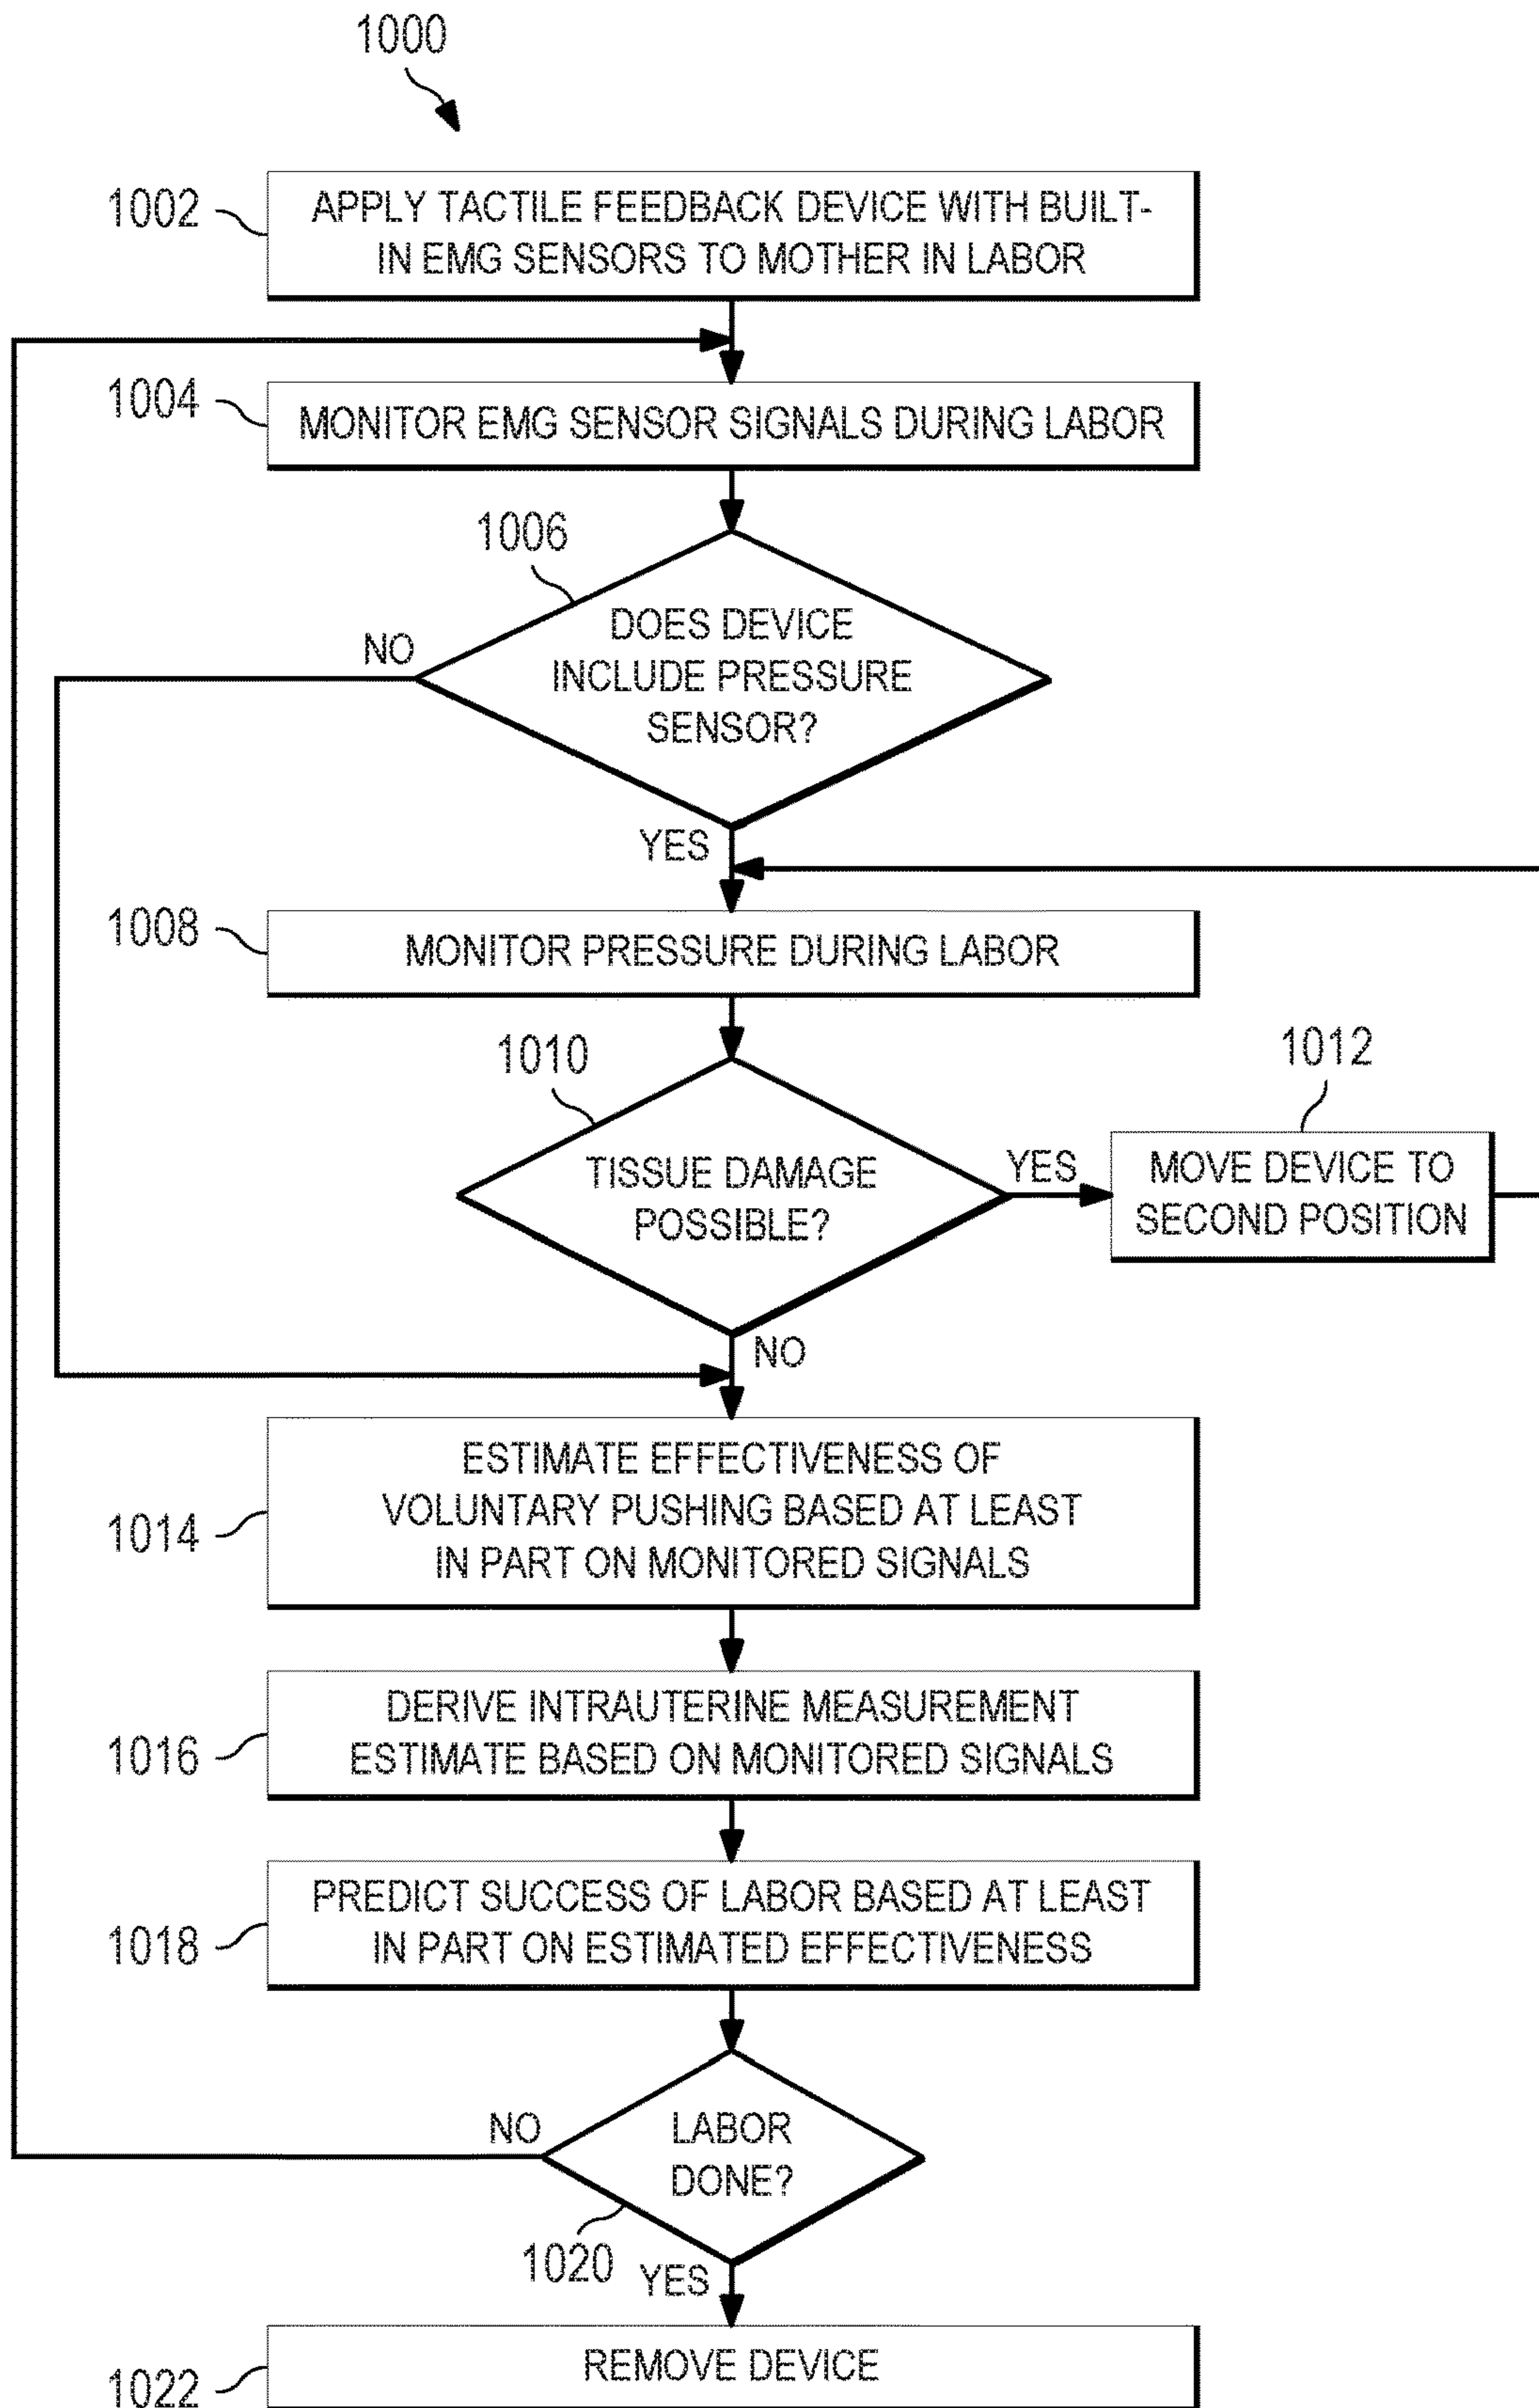 1000
1002
APPLY TACTILE FEEDBACK DEVICE WITH BUILT-
IN EMG SENSORS TO MOTHER IN LABOR
1004
MONITOR EMG SENSOR SIGNALS DURING LABOR
1006
DOES DEVICE
INCLUDE PRESSURE
SENSOR?
NO
YES
1008
MONITOR PRESSURE DURING LABOR
1010
TISSUE DAMAGE
POSSIBLE?
YES
1012
MOVE DEVICE TO
SECOND POSITION
NO
1014
ESTIMATE EFFECTIVENESS OF
VOLUNTARY PUSHING BASED AT LEAST
IN PART ON MONITORED SIGNALS
1016
DERIVE INTRAUTERINE MEASUREMENT
ESTIMATE BASED ON MONITORED SIGNALS
1018
PREDICT SUCCESS OF LABOR BASED AT LEAST
IN PART ON ESTIMATED EFFECTIVENESS
NO
LABOR
DONE?
1020
YES
1022
REMOVE DEVICE